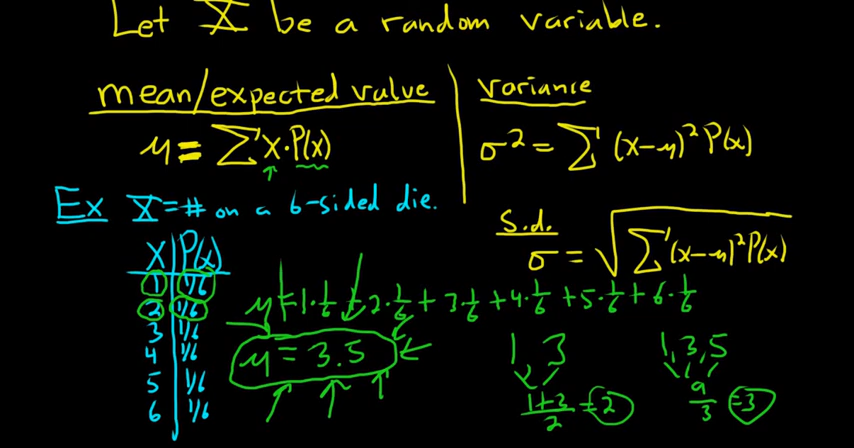 Let X be a random variable.
mean/expected value
μ = Σ x·P(x)
variance
σ² = Σ (x-μ)² P(x)
Ex X = # on a 6-sided die.
S.d.
σ = √Σ (x-μ)² P(x)
X P(x)
1 1/6
2 1/6
3 1/6
4 1/6
5 1/6
6 1/6
μ = 1·1/6 + 2·1/6 + 3·1/6 + 4·1/6 + 5·1/6 + 6·1/6
μ = 3.5
1, 3
1+3/2 = 2
1, 3, 5
9/3 = 3